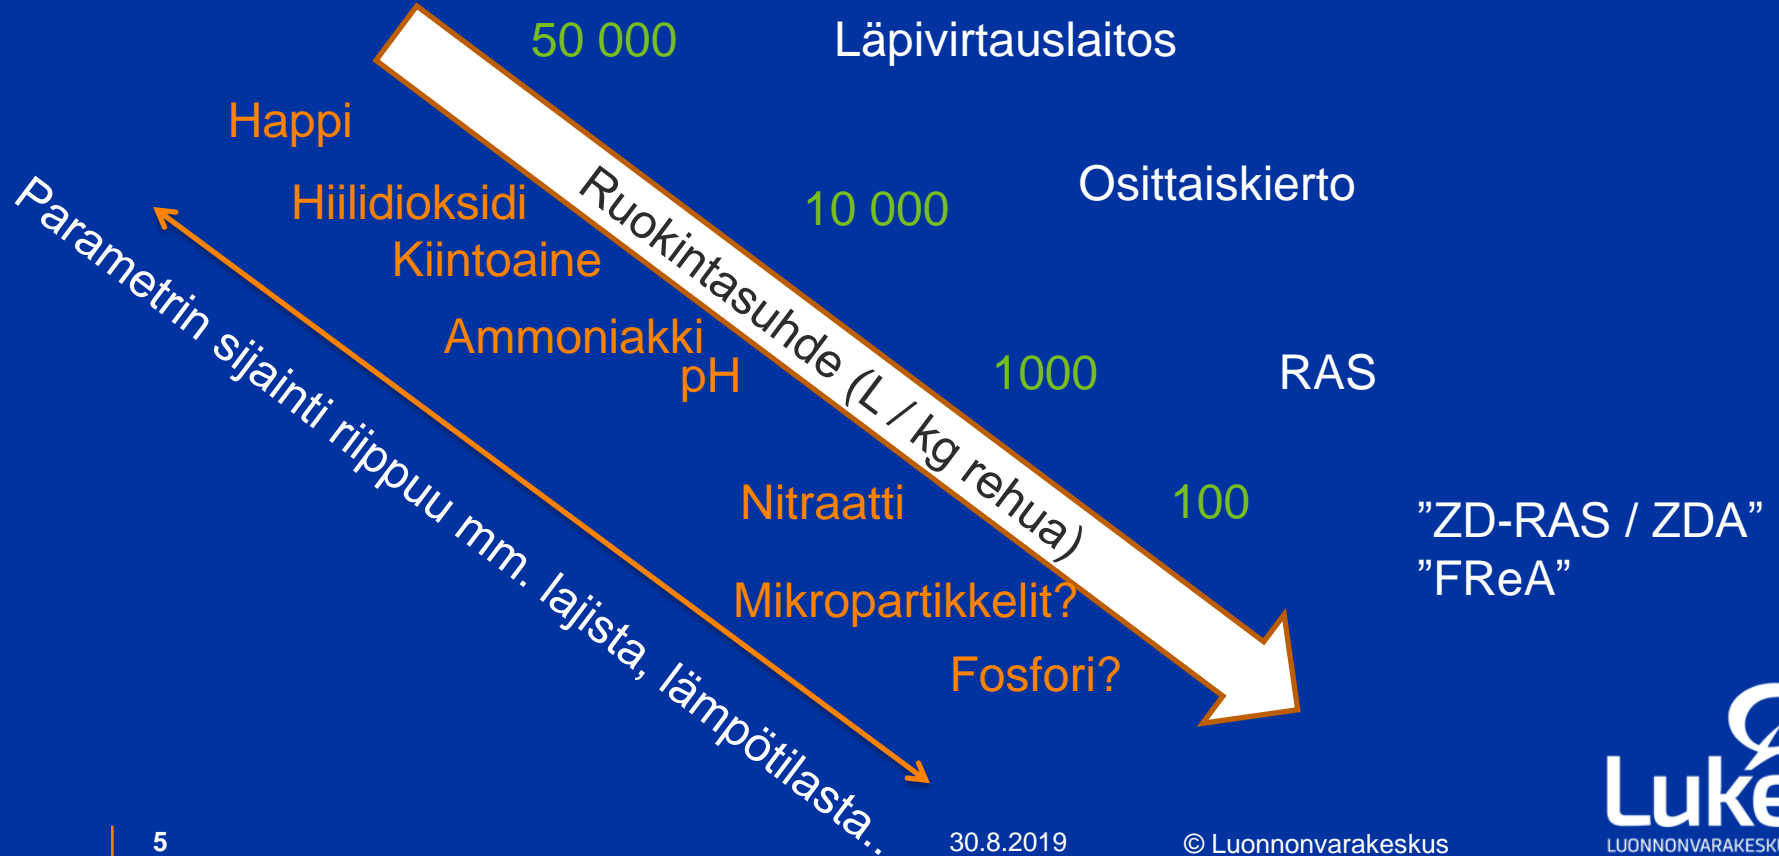 50 000
Läpivirtauslaitos
Happi
Hiilidioksidi
Kiintoaine
Ammoniakki
pH
Ruokintasuhde (L / kg rehua)
10 000
Osittaiskierto
1000
RAS
Parametrin sijainti riippuu mm. lajista, lämpötilasta..
Nitraatti
100
”ZD-RAS / ZDA”
”FReA”
Mikropartikkelit?
Fosfori?
5
30.8.2019
© Luonnonvarakeskus
Luke
LUONNONVARAKESKU